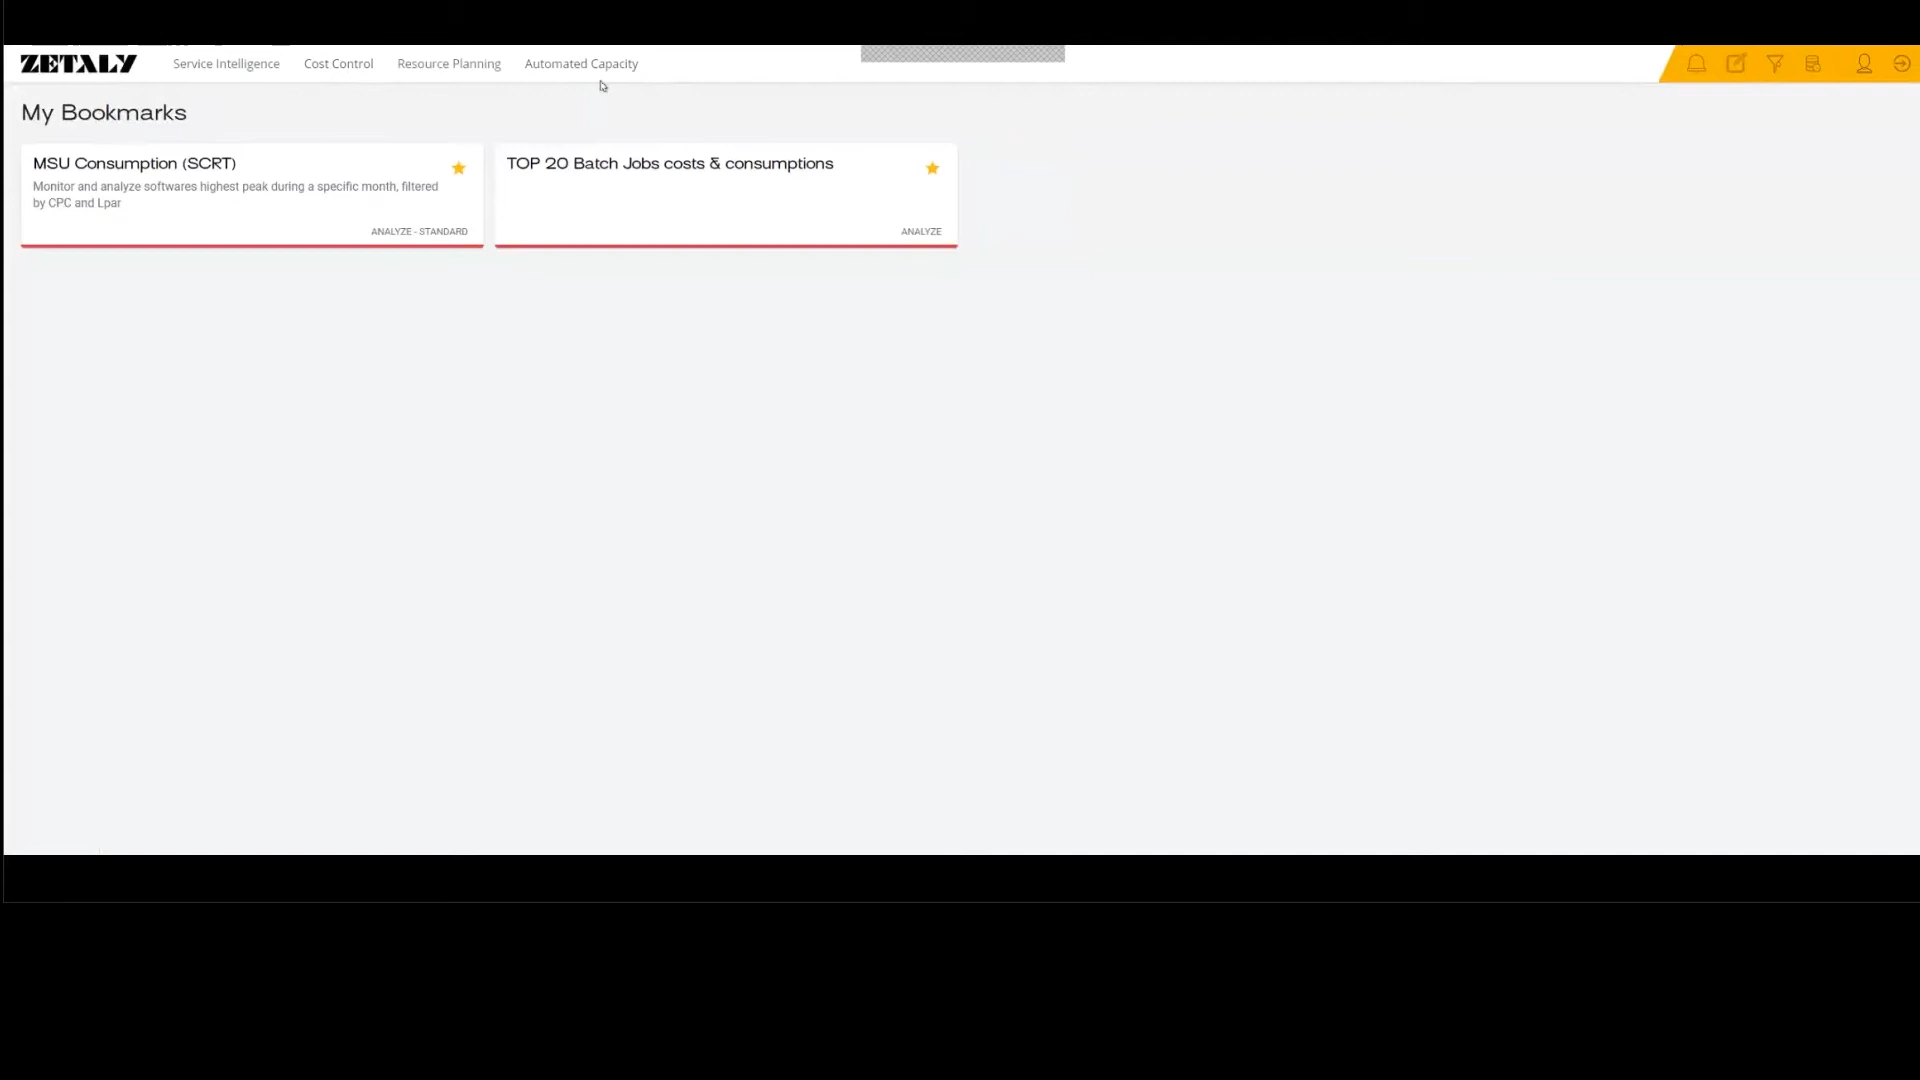 ZETALY
Service Intelligence
Cost Control
Resource Planning
Automated Capacity
My Bookmarks
MSU Consumption (SCRT)
Monitor and analyze softwares highest peak during a specific month, filtered
by CPC and Lpar
ANALYZE - STANDARD
TOP 20 Batch Jobs costs & consumptions
ANALYZE